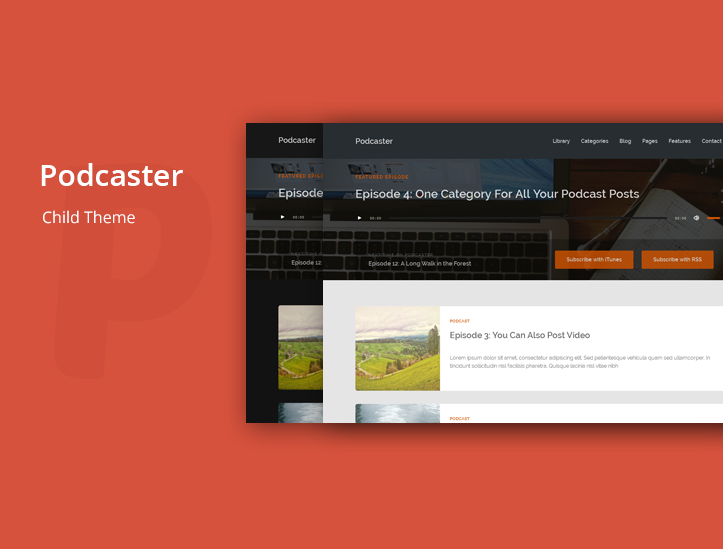 Podcaster
Child Theme
Podcaster
Podcaster
Library Categories Blog Pages Features Contact
FEATURED EPISO
FEATURED EPISODE
Episode
Episode 4: One Category For All Your Podcast Posts
00:00
00:00
00:00
Episode 12:
Episode 12: A Long Walk in the Forest
Subscribe with iTunes
Subscribe with RSS
PODCAST
Episode 3: You Can Also Post Video
Lorem ipsum dolor sit amet, consectetur adipiscing elit. Sed pellentesque vehicula quam sed ullamcorper. In
tincidunt sollicitudin nisl facilisis pharetra. Quisque lacinia nisl vitae nibh
PODCAST